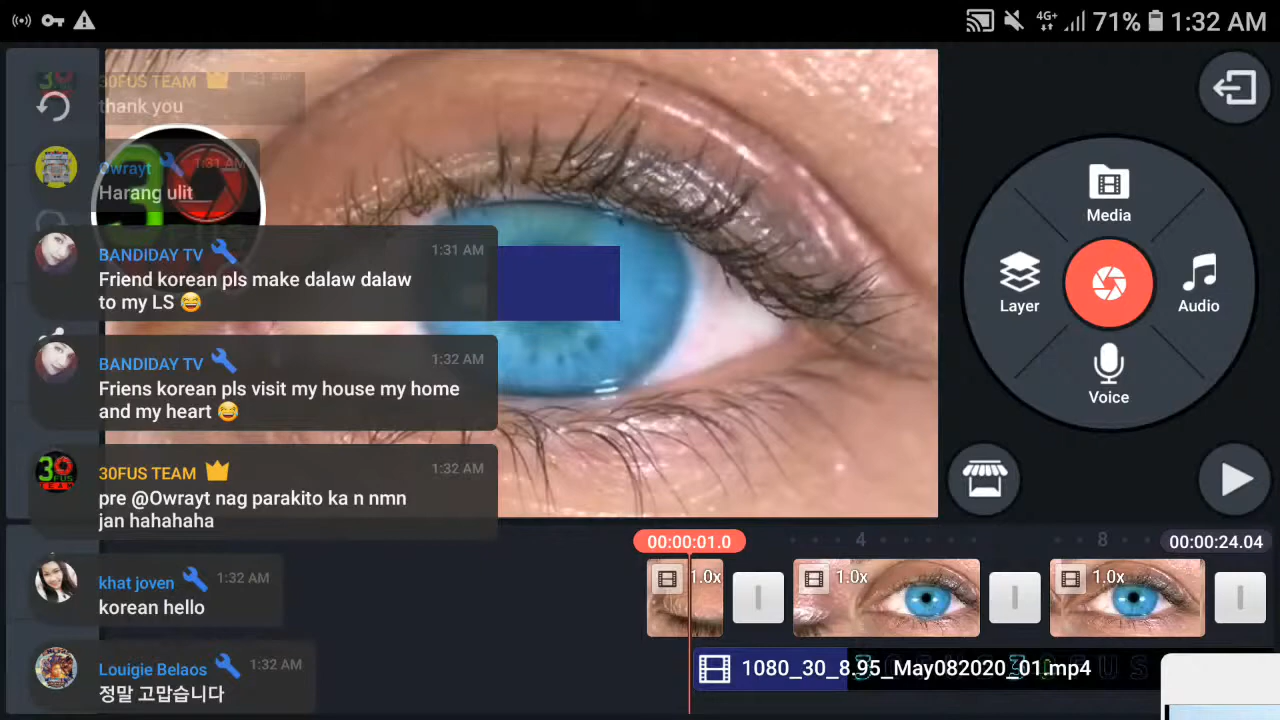 4G+ 71% 1:32 AM
30FUS TEAM 1:31 AM
thank you
Owrayt 1:31 AM
Harang ulit
BANDIDAY TV 1:31 AM
Friend korean pls make dalaw dalaw
to my LS 😂
BANDIDAY TV 1:32 AM
Friens korean pls visit my house my home
and my heart 😂
30FUS TEAM 1:32 AM
pre @Owrayt nag parakito ka n nmn
jan hahahaha
khat joven 1:32 AM
korean hello
Louigie Belaos 1:32 AM
정말 고맙습니다
Media
Layer
Audio
Voice
00:00:01.0
4
8
00:00:24.04
1.0x
1.0x
1.0x
1080_30_8.95_May082020_01.mp4